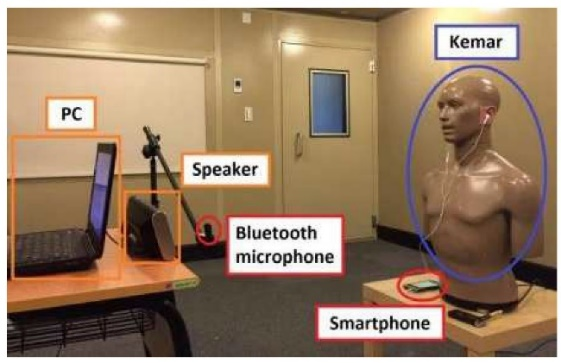 Kemar
PC
Speaker
Bluetooth
microphone
Smartphone